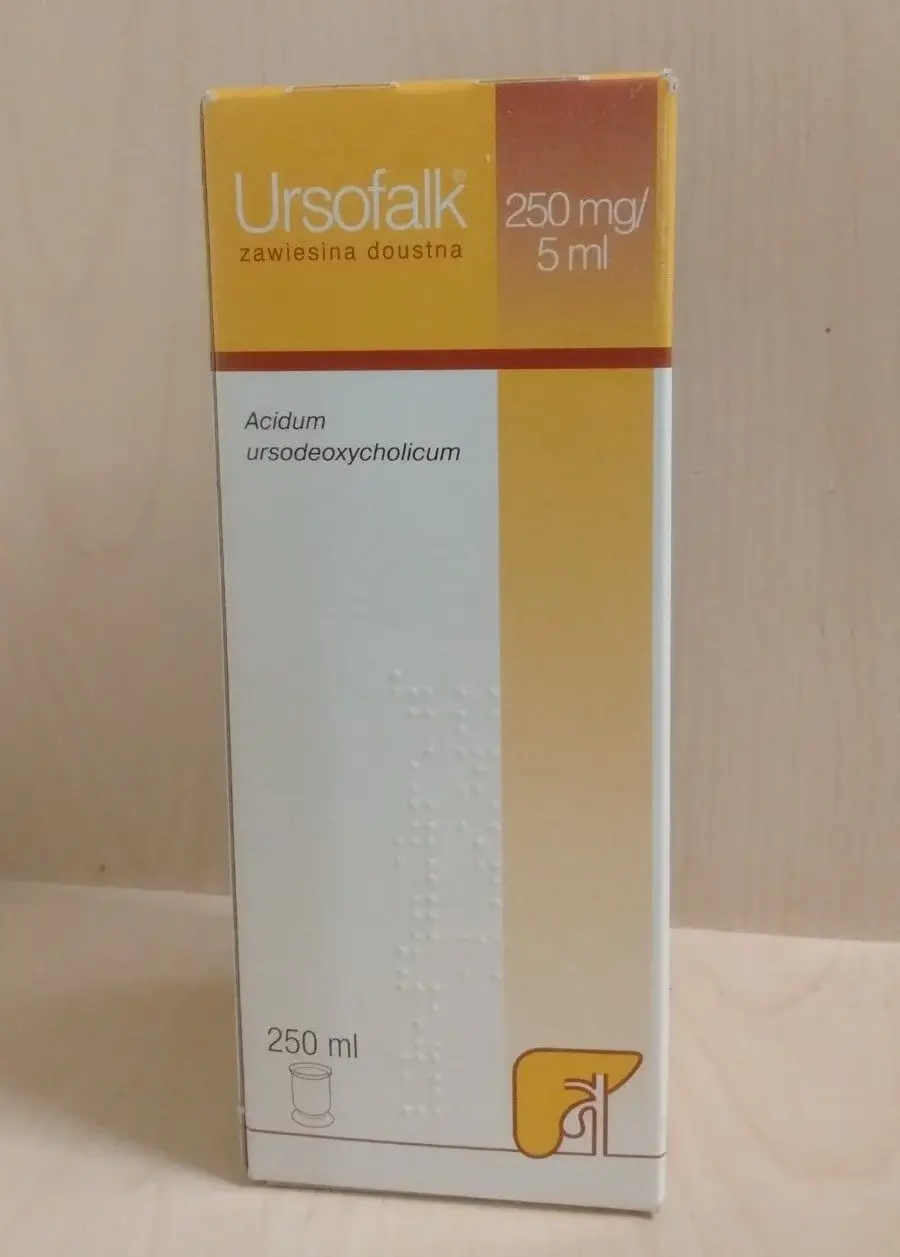 Ursofalk®
zawiesina doustna
250 mg/
5 ml
Acidum
ursodeoxycholicum
250 ml